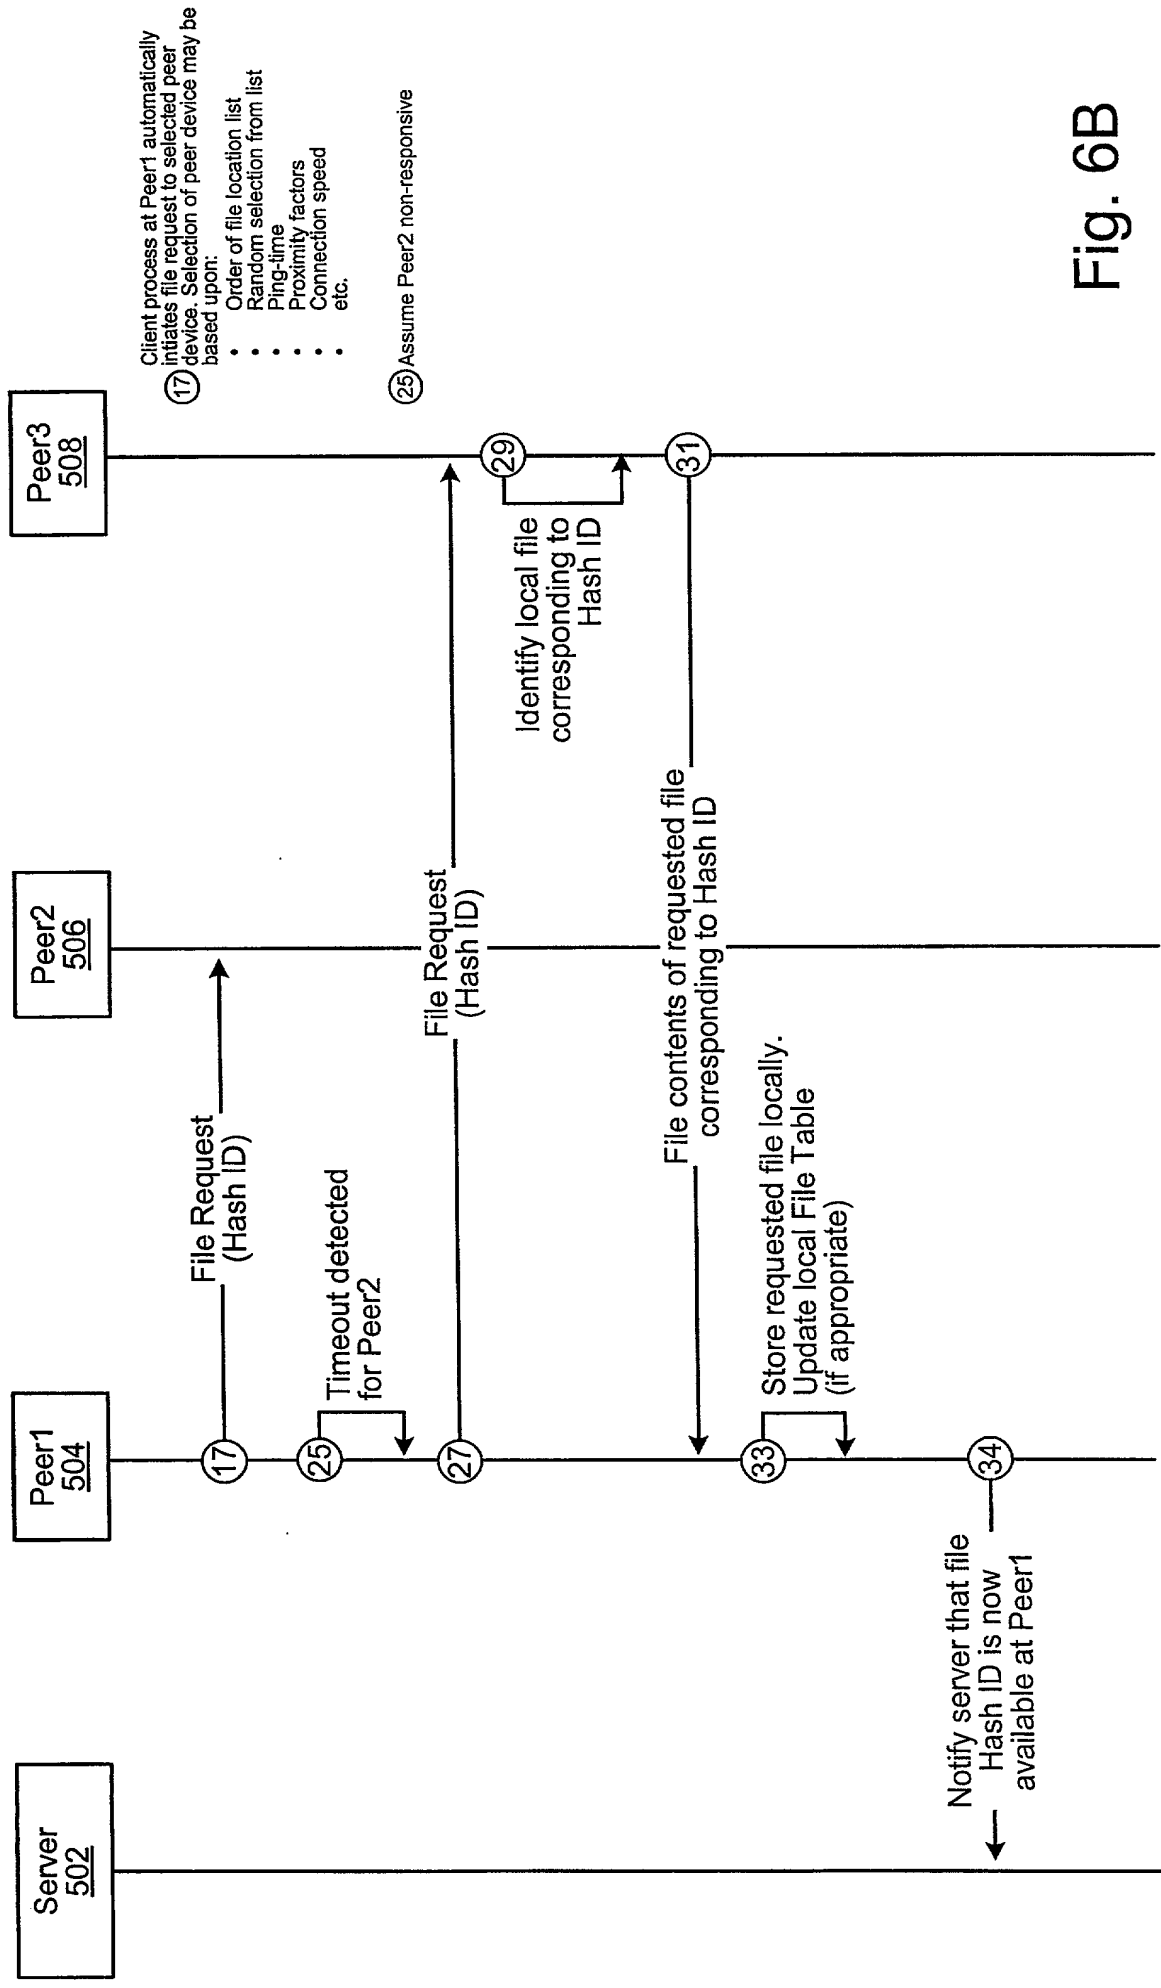 Server
502
Peer1
504
Peer2
506
Peer3
508
17
Client process at Peer1 automatically
intiates file request to selected peer
device. Selection of peer device may be
based upon:
• Order of file location list
• Random selection from list
• Ping-time
• Proximity factors
• Connection speed
• etc.
25
Assume Peer2 non-responsive
17
File Request
(Hash ID)
25
Timeout detected
for Peer2
27
File Request
(Hash ID)
29
Identify local file
corresponding to
Hash ID
31
File contents of requested file
corresponding to Hash ID
33
Store requested file locally.
Update local File Table
(if appropriate)
34
Notify server that file
Hash ID is now
available at Peer1
Fig. 6B